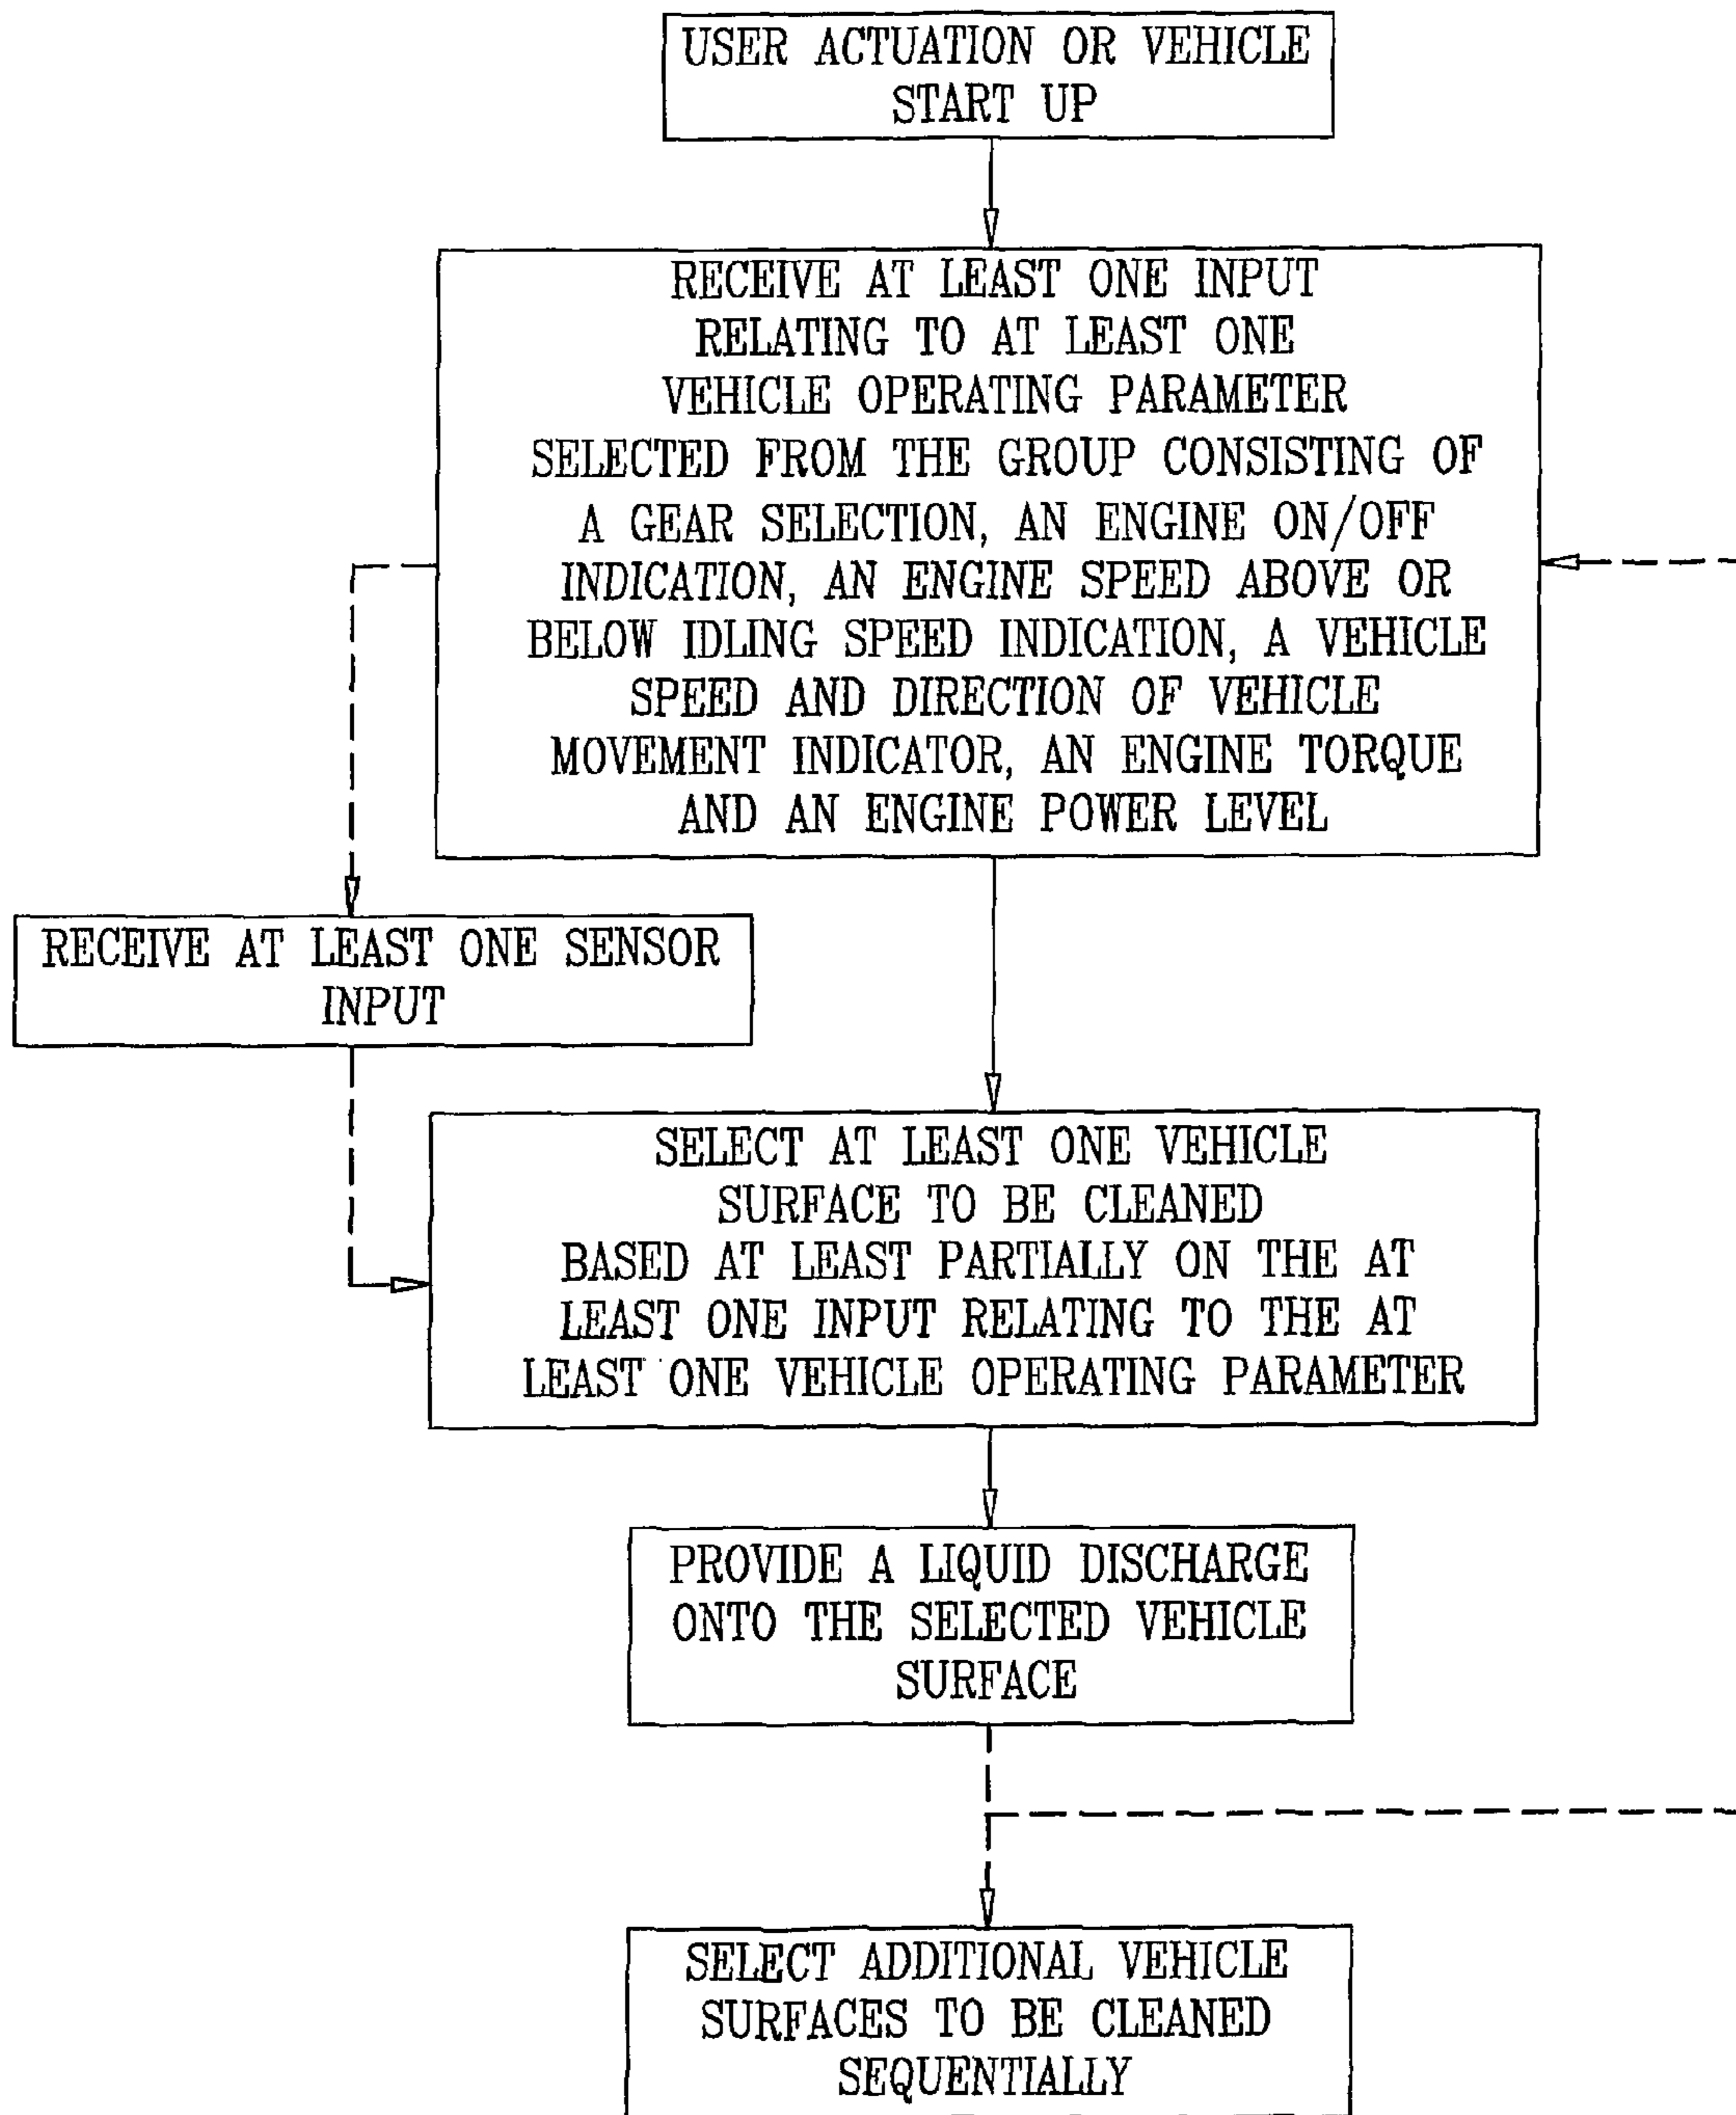 USER ACTUATION OR VEHICLE
START UP
RECEIVE AT LEAST ONE INPUT
RELATING TO AT LEAST ONE
VEHICLE OPERATING PARAMETER
SELECTED FROM THE GROUP CONSISTING OF
A GEAR SELECTION, AN ENGINE ON/OFF
INDICATION, AN ENGINE SPEED ABOVE OR
BELOW IDLING SPEED INDICATION, A VEHICLE
SPEED AND DIRECTION OF VEHICLE
MOVEMENT INDICATOR, AN ENGINE TORQUE
AND AN ENGINE POWER LEVEL
RECEIVE AT LEAST ONE SENSOR
INPUT
SELECT AT LEAST ONE VEHICLE
SURFACE TO BE CLEANED
BASED AT LEAST PARTIALLY ON THE AT
LEAST ONE INPUT RELATING TO THE AT
LEAST ONE VEHICLE OPERATING PARAMETER
PROVIDE A LIQUID DISCHARGE
ONTO THE SELECTED VEHICLE
SURFACE
SELECT ADDITIONAL VEHICLE
SURFACES TO BE CLEANED
SEQUENTIALLY